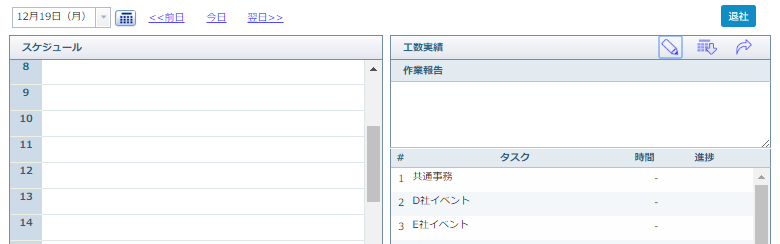 12月19日（月） <<前日 今日 翌日>> 退社
スケジュール
8
9
10
11
12
13
14
工数実績
作業報告
# タスク 時間 進捗
1 共通事務 -
2 D社イベント -
3 E社イベント -